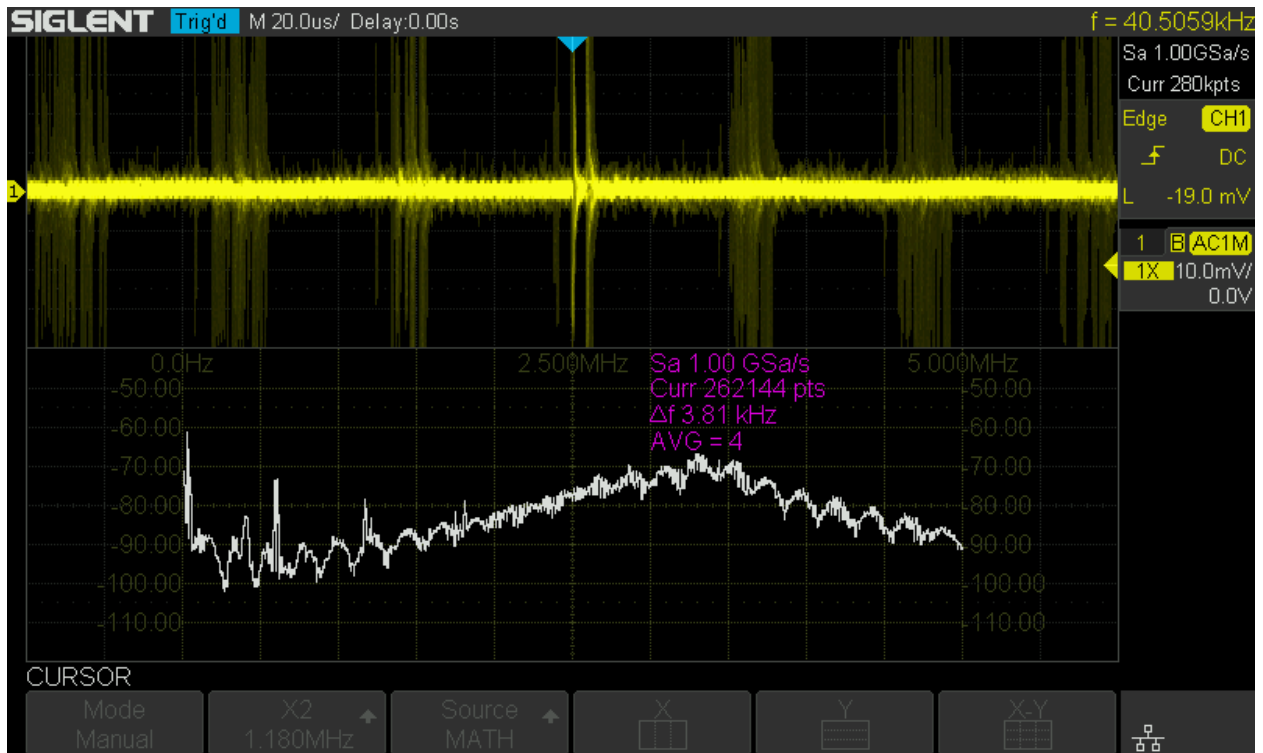 SIGLENT Trig'd M 20.0us/ Delay:0.00s f = 40.5059kHz
Sa 1.00GSa/s
Curr 280kpts
Edge CH1
DC
L -19.0 mV
1
1 B AC1M
1X 10.0mV/
0.0V
0.0Hz 2.500MHz 5.000MHz
Sa 1.00 GSa/s
Curr 262144 pts
Δf 3.81 kHz
AVG = 4
-50.00 -50.00
-60.00 -60.00
-70.00 -70.00
-80.00 -80.00
-90.00 -90.00
-100.00 -100.00
-110.00 -110.00
CURSOR
Mode X2 Source X Y X-Y
Manual 1.180MHz MATH